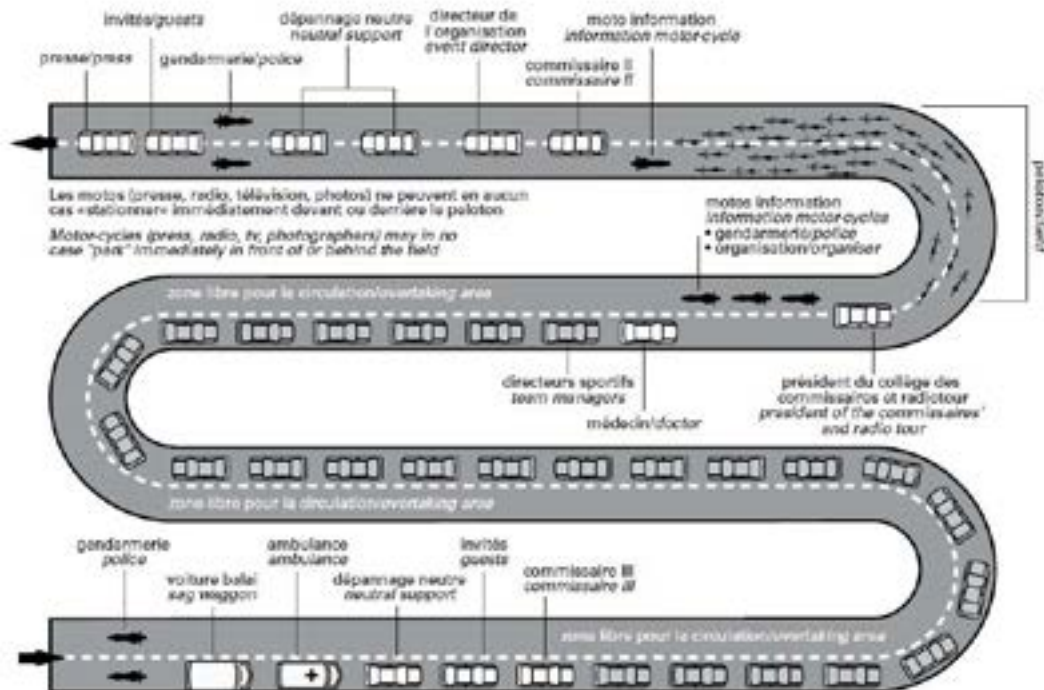 invités/guests
presse/press
gendarmerie/police
dépannage neutre
neutral support
directeur de
l'organisation
event director
commissaire II
commissaire II
moto information
information motor-cycle
peloton/field
Les motos (presse, radio, télévision, photos) ne peuvent en aucun
cas «stationner» immédiatement devant ou derrière le peloton
Motor-cycles (press, radio, tv, photographers) may in no
case "park" immediately in front of or behind the field
motos information
information motor-cycles
• gendarmerie/police
• organisation/organiser
zone libre pour la circulation/overtaking area
directeurs sportifs
team managers
médecin/doctor
président du collège des
commissaires et radiotour
president of the commissaires'
and radio tour
zone libre pour la circulation/overtaking area
gendarmerie
police
voiture balai
sag waggon
ambulance
ambulance
dépannage neutre
neutral support
invités
guests
commissaire III
commissaire III
zone libre pour la circulation/overtaking area